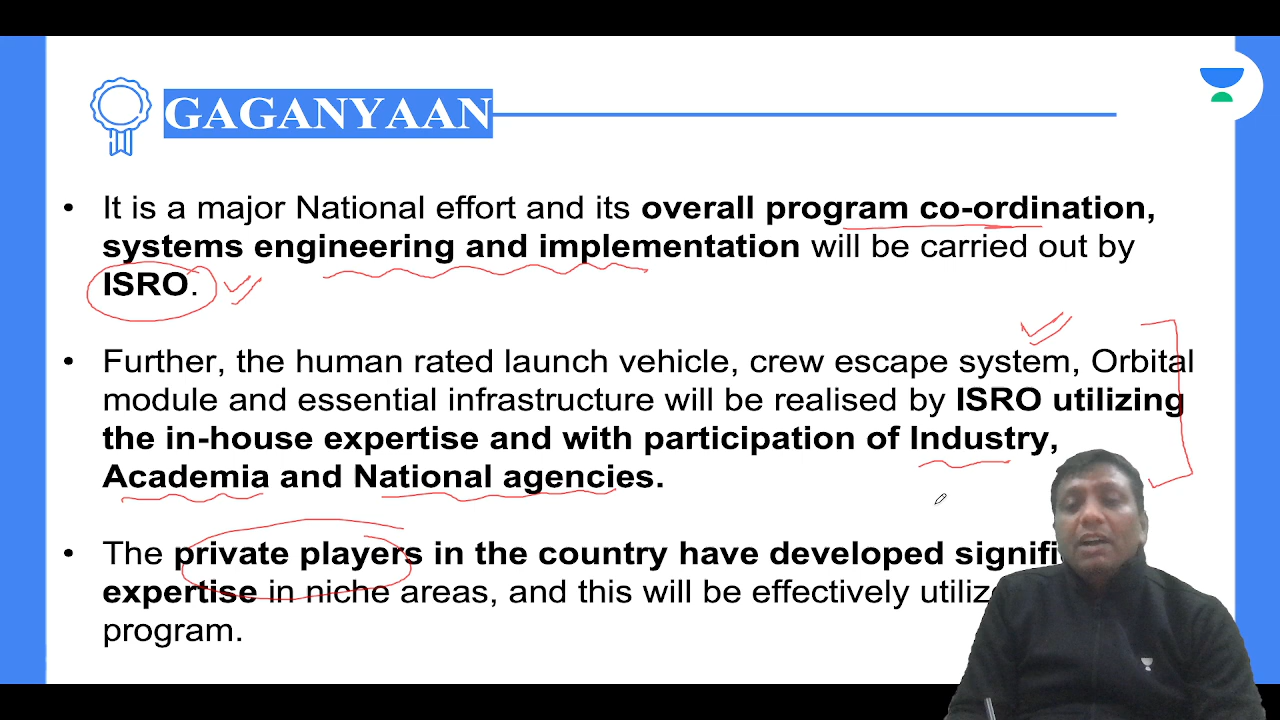 GAGANYAAN
• It is a major National effort and its overall program co-ordination,
systems engineering and implementation will be carried out by
ISRO.
• Further, the human rated launch vehicle, crew escape system, Orbital
module and essential infrastructure will be realised by ISRO utilizing
the in-house expertise and with participation of Industry,
Academia and National agencies.
• The private players in the country have developed
expertise in niche areas, and this will be effectively
program.